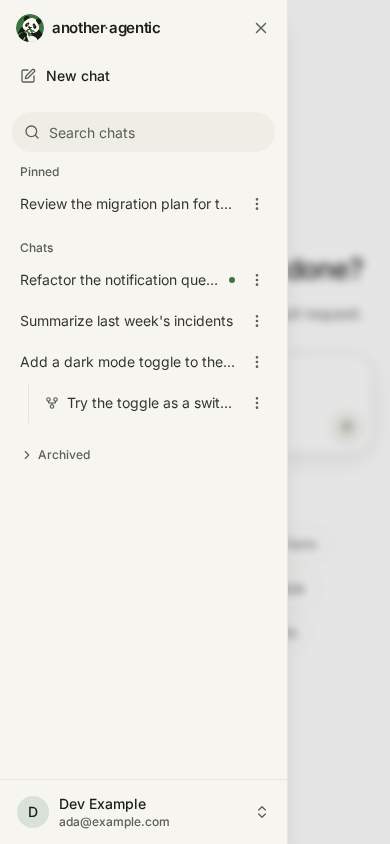 another·agentic
New chat
Search chats
Pinned
Review the migration plan for t...
Chats
Refactor the notification que...
Summarize last week's incidents
Add a dark mode toggle to the...
Try the toggle as a swit...
Archived
done?
request.
D
Dev Example
ada@example.com